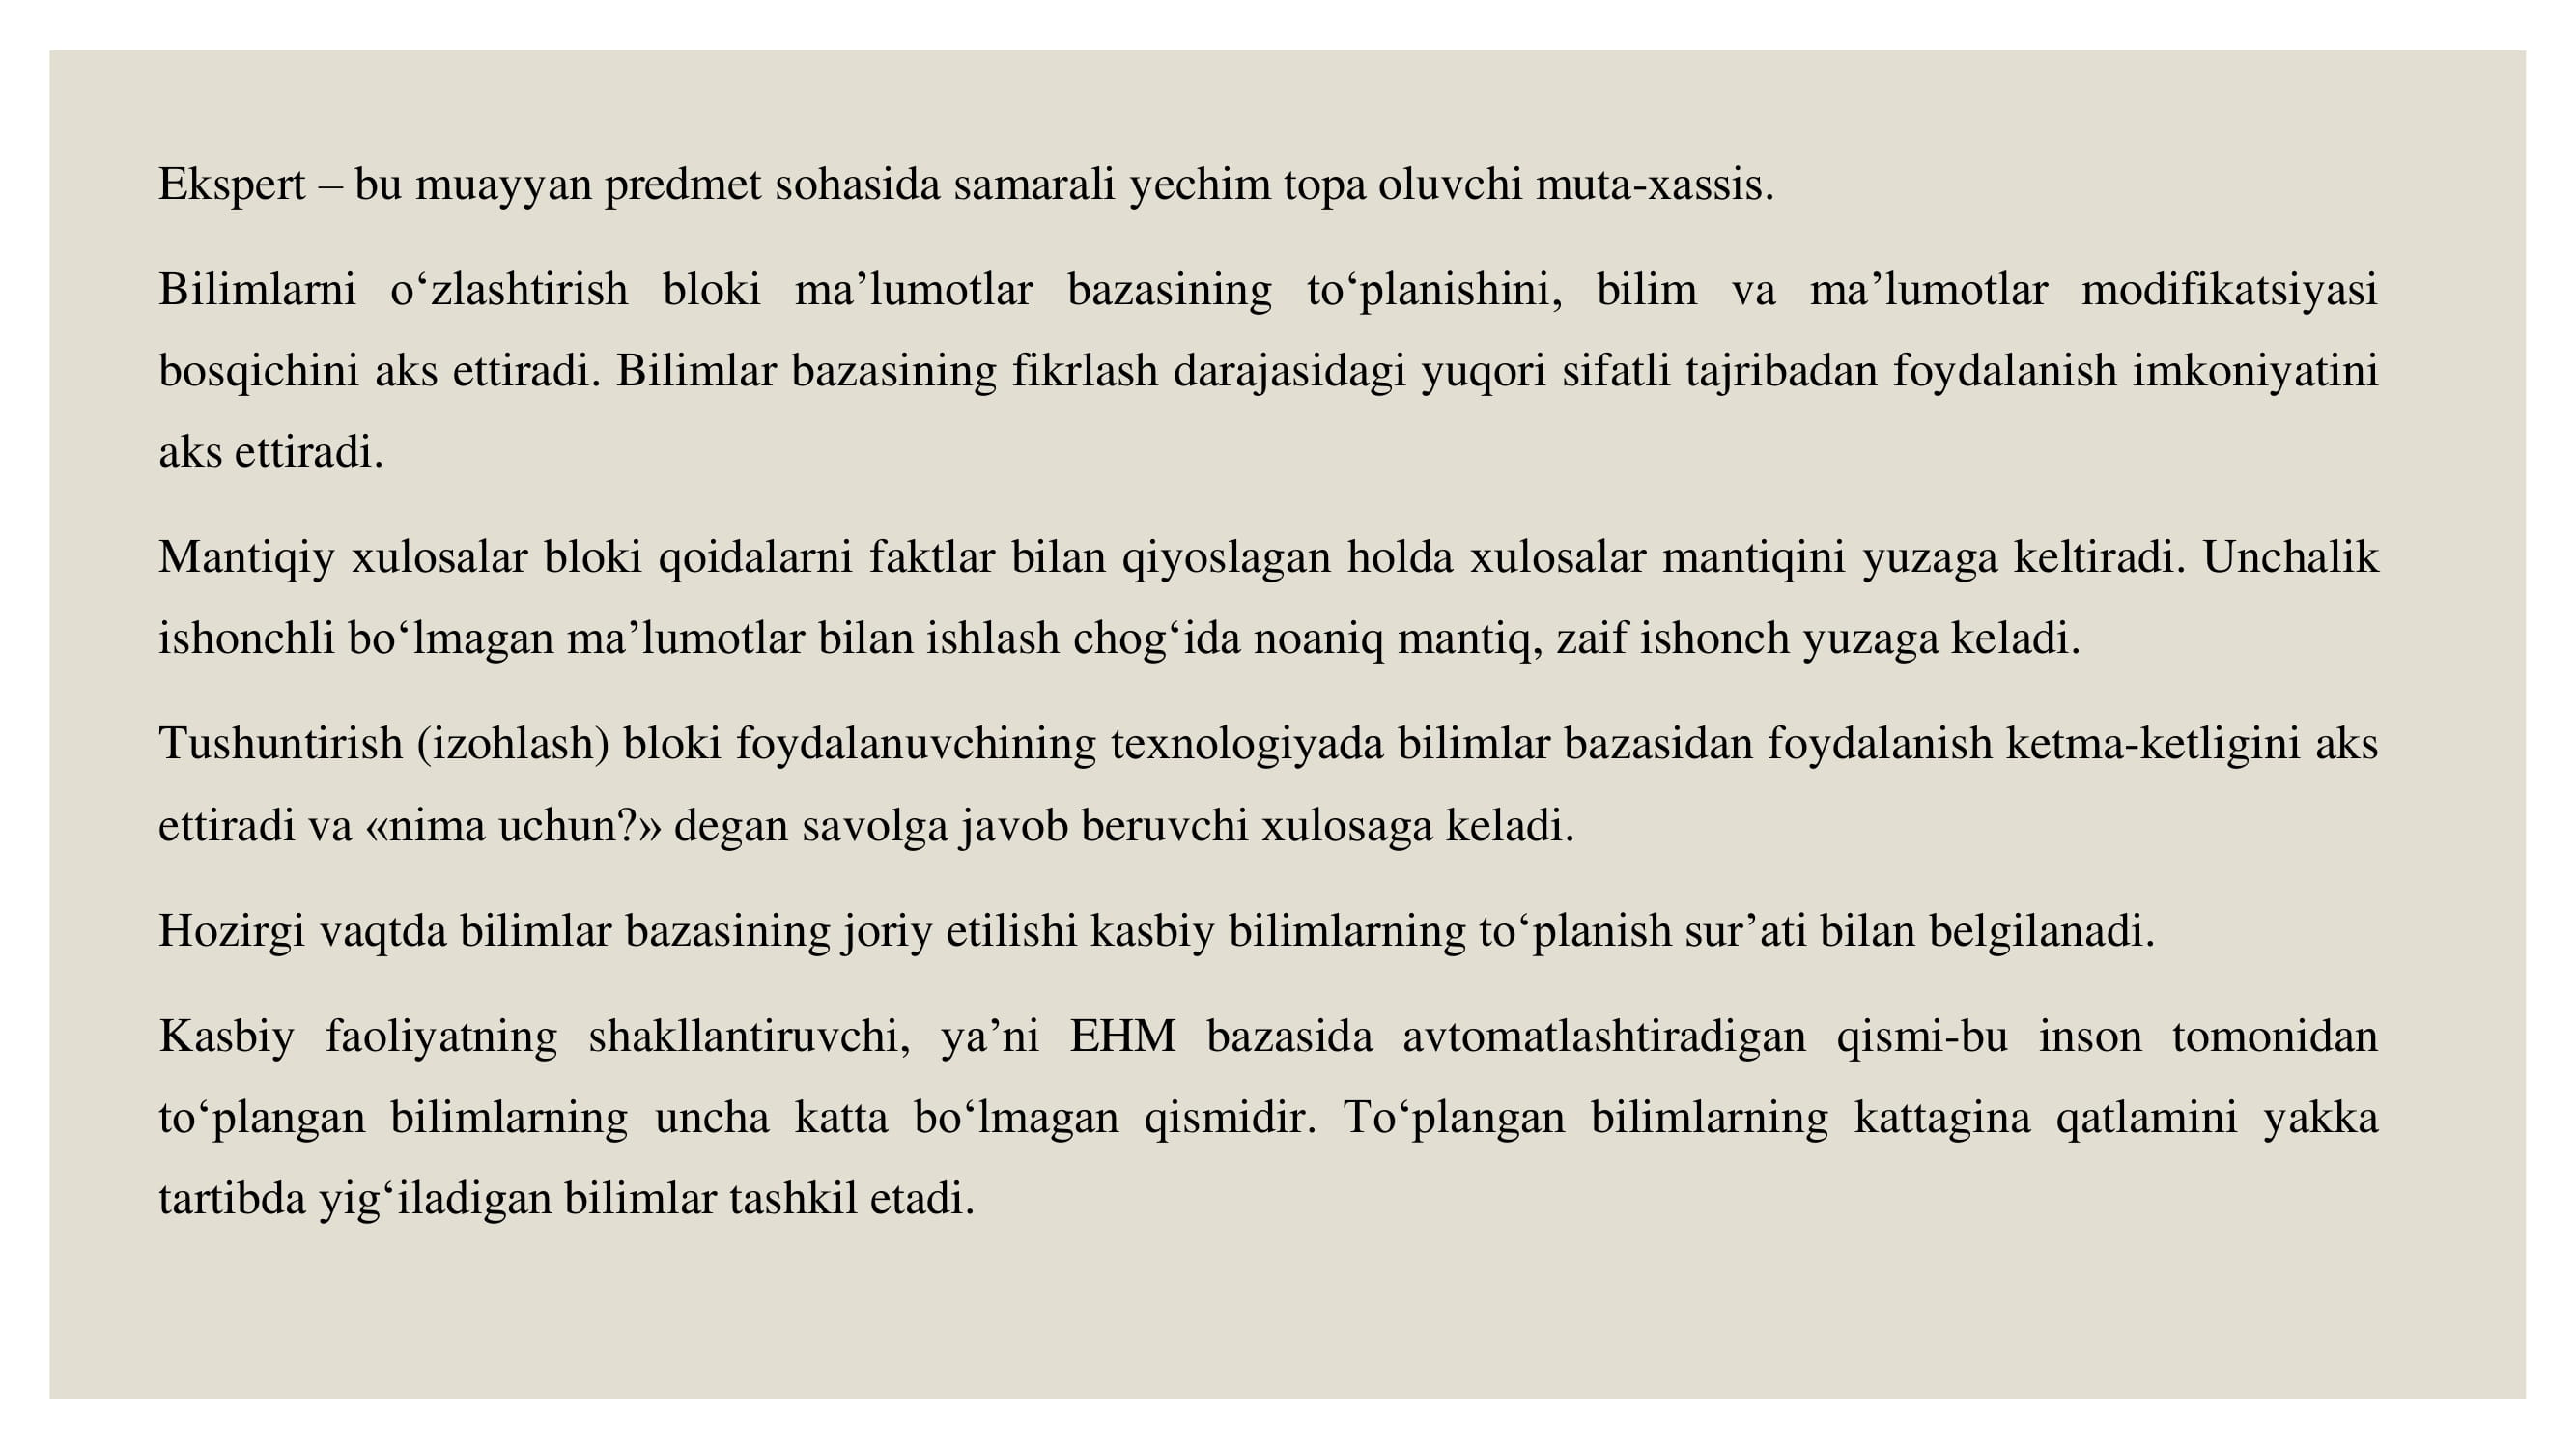 Ekspert – bu muayyan predmet sohasida samarali yechim topa oluvchi muta-xassis.
Bilimlarni o‘zlashtirish bloki ma’lumotlar bazasining to‘planishini, bilim va ma’lumotlar modifikatsiyasi
bosqichini aks ettiradi. Bilimlar bazasining fikrlash darajasidagi yuqori sifatli tajribadan foydalanish imkoniyatini
aks ettiradi.
Mantiqiy xulosalar bloki qoidalarni faktlar bilan qiyoslagan holda xulosalar mantiqini yuzaga keltiradi. Unchalik
ishonchli bo‘lmagan ma’lumotlar bilan ishlash chog‘ida noaniq mantiq, zaif ishonch yuzaga keladi.
Tushuntirish (izohlash) bloki foydalanuvchining texnologiyada bilimlar bazasidan foydalanish ketma-ketligini aks
ettiradi va «nima uchun?» degan savolga javob beruvchi xulosaga keladi.
Hozirgi vaqtda bilimlar bazasining joriy etilishi kasbiy bilimlarning to‘planish sur’ati bilan belgilanadi.
Kasbiy faoliyatning shakllantiruvchi, ya’ni EHM bazasida avtomatlashtiradigan qismi-bu inson tomonidan
to‘plangan bilimlarning uncha katta bo‘lmagan qismidir. To‘plangan bilimlarning kattagina qatlamini yakka
tartibda yig‘iladigan bilimlar tashkil etadi.